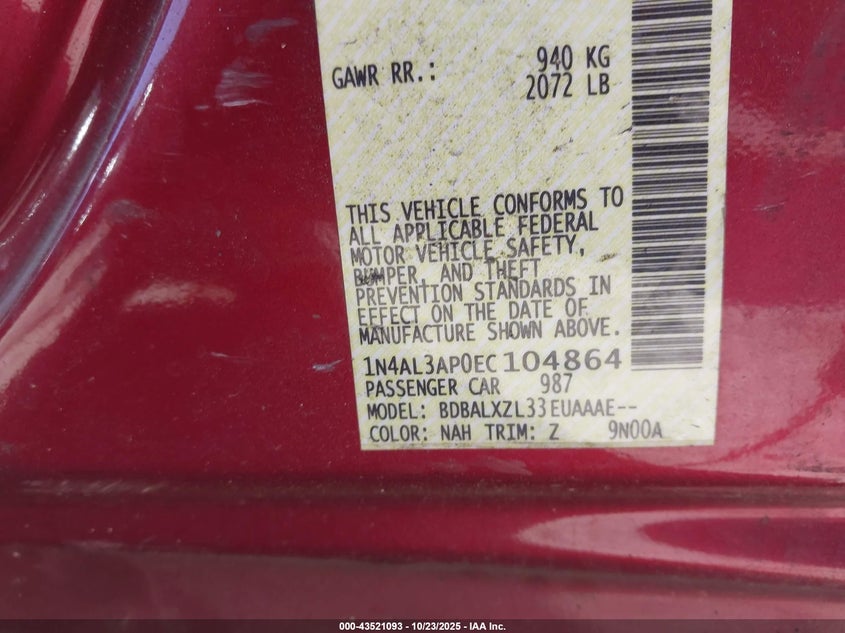 GAWR RR.: 940 KG
2072 LB
THIS VEHICLE CONFORMS TO
ALL APPLICABLE FEDERAL
MOTOR VEHICLE SAFETY,
BUMPER, AND THEFT
PREVENTION STANDARDS IN
EFFECT ON THE DATE OF
MANUFACTURE SHOWN ABOVE.
1N4AL3AP0EC104864
PASSENGER CAR 987
MODEL: BDBALXZL33EUAAAE--
COLOR: NAH TRIM: Z 9N00A
000-43521093 - 10/23/2025 - IAA Inc.